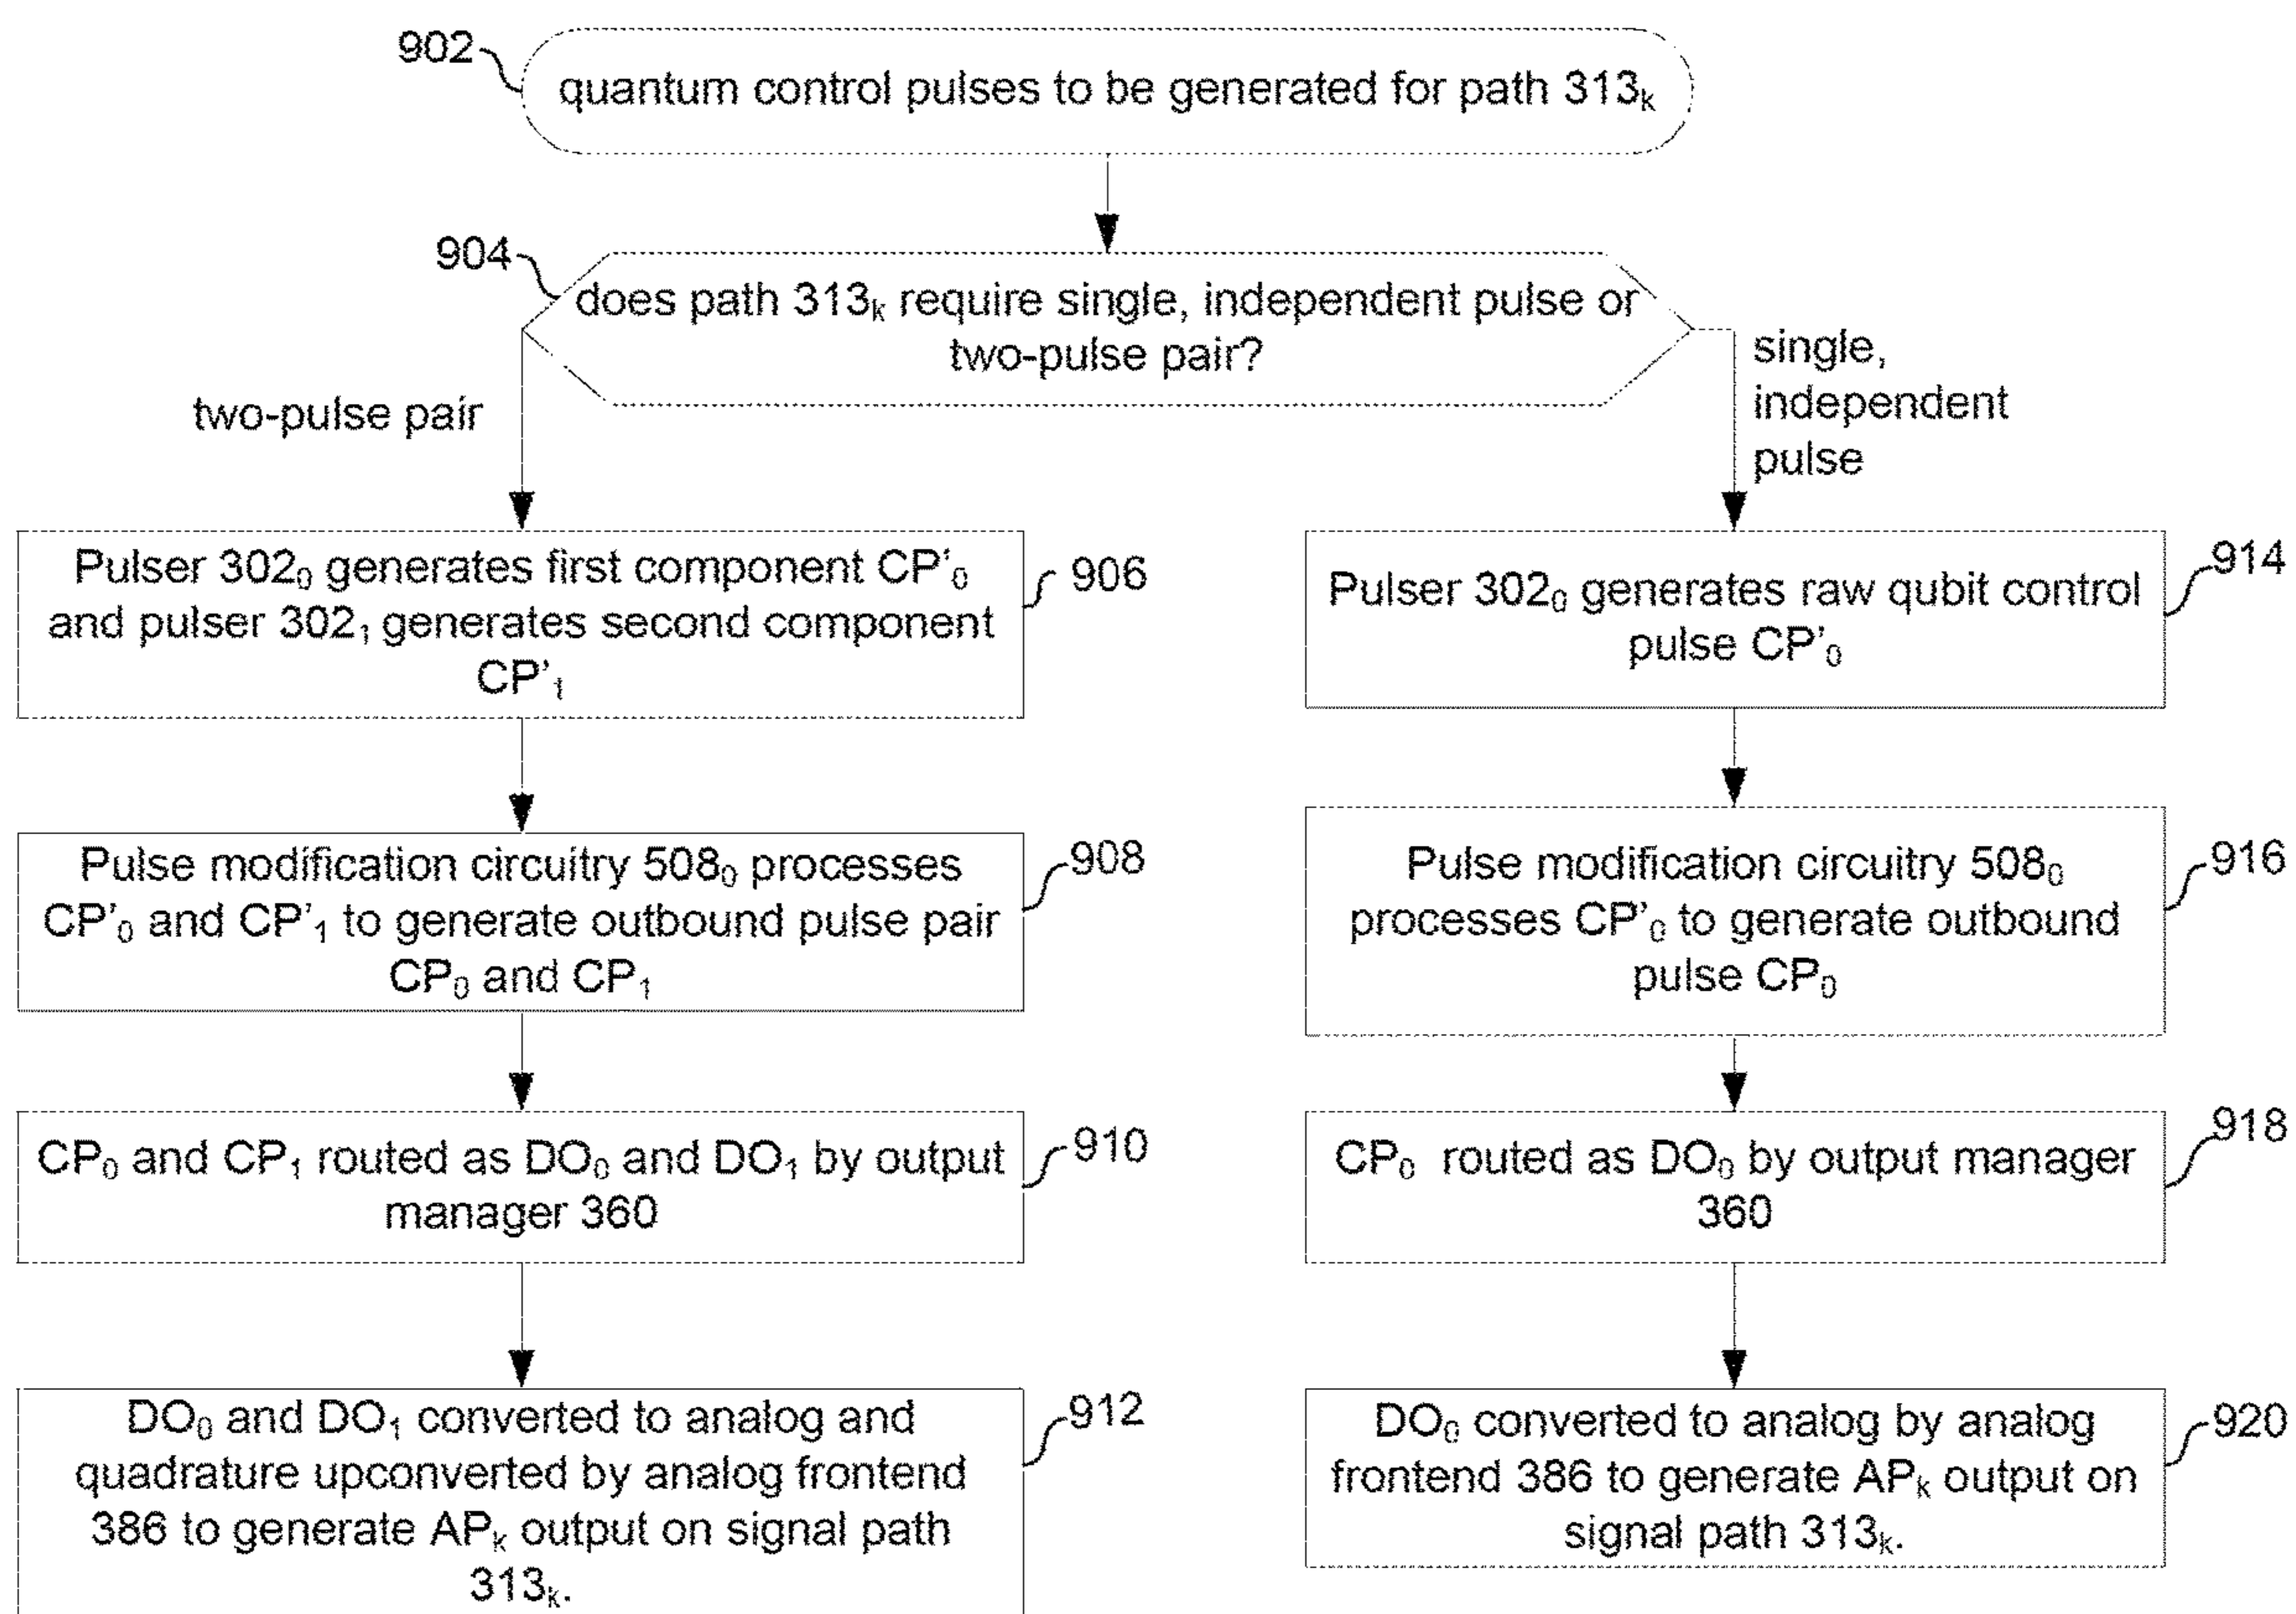 902
quantum control pulses to be generated for path 313ₖ
904
does path 313ₖ require single, independent pulse or
two-pulse pair?
two-pulse pair
single,
independent
pulse
Pulser 302₀ generates first component CP'₀
and pulser 302₁ generates second component
CP'₁
906
Pulse modification circuitry 508₀ processes
CP'₀ and CP'₁ to generate outbound pulse pair
CP₀ and CP₁
908
CP₀ and CP₁ routed as DO₀ and DO₁ by output
manager 360
910
DO₀ and DO₁ converted to analog and
quadrature upconverted by analog frontend
386 to generate APₖ output on signal path
313ₖ.
912
Pulser 302₀ generates raw qubit control
pulse CP'₀
914
Pulse modification circuitry 508₀
processes CP'₀ to generate outbound
pulse CP₀
916
CP₀ routed as DO₀ by output manager
360
918
DO₀ converted to analog by analog
frontend 386 to generate APₖ output on
signal path 313ₖ.
920